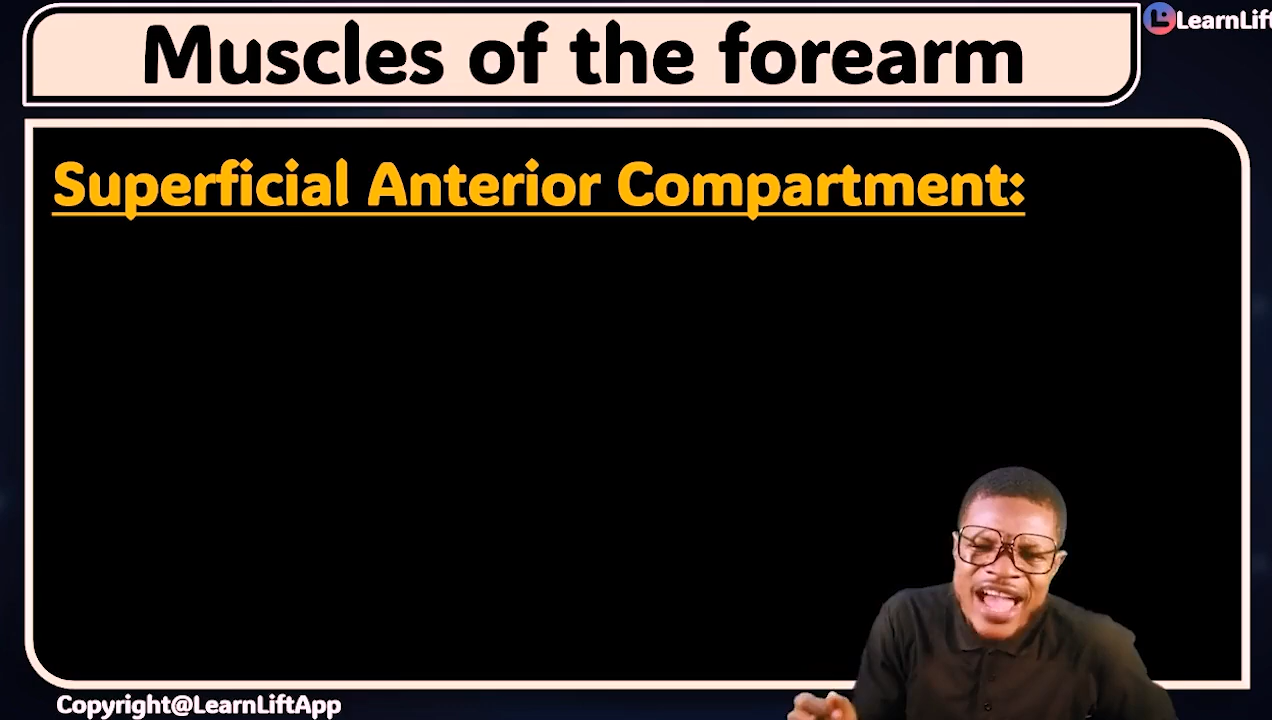 Muscles of the forearm
LearnLift
Superficial Anterior Compartment:
Copyright@LearnLiftApp